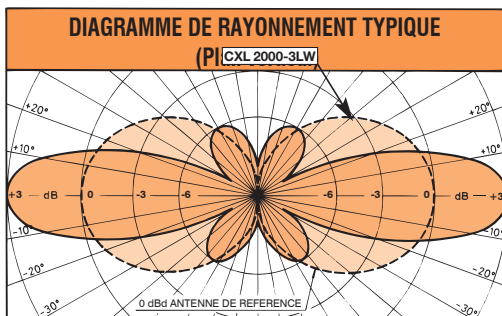 DIAGRAMME DE RAYONNEMENT TYPIQUE
CXL 2000-3LW
+20° +20°
+10° +10°
+3 dB 0 -3 -6 -6 -3 0 dB +3
-10° -10°
-20° -20°
-30° -30°
0 dBd ANTENNE DE REFERENCE